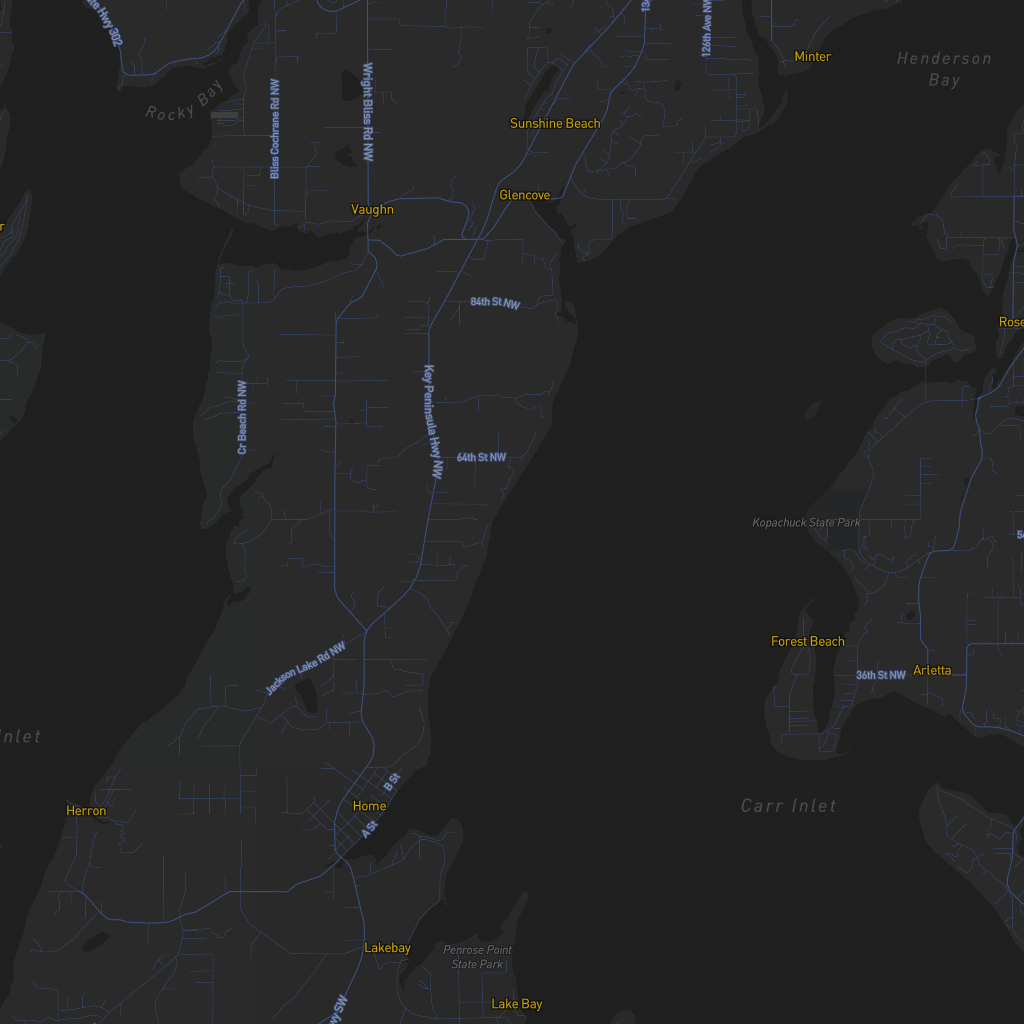 Hwy 302
Rocky Bay
Bliss Cochrane Rd NW
Wright Bliss Rd NW
126th Ave NW
Minter
Henderson
Bay
Sunshine Beach
Glencove
Vaughn
84th St NW
Cr Beach Rd NW
Key Peninsula Hwy NW
64th St NW
Kopachuck State Park
Forest Beach
36th St NW
Arletta
Jackson Lake Rd NW
Inlet
Herron
B St
Home
A St
Carr Inlet
Lakebay
Penrose Point
State Park
Lake Bay